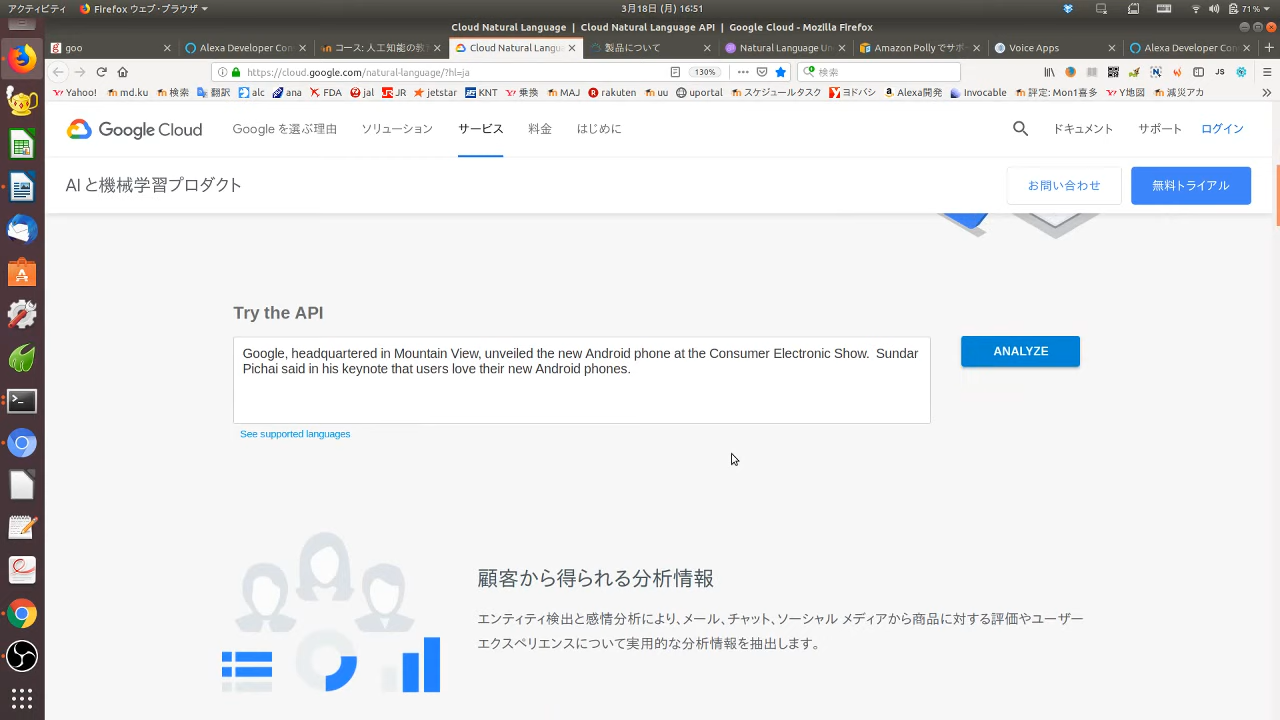 アクティビティ
Firefox ウェブ・ブラウザ
3月18日 (月) 16:51
71%
Cloud Natural Language | Cloud Natural Language API | Google Cloud - Mozilla Firefox
goo
Alexa Developer Con
コース: 人工知能の教
Cloud Natural Langu
製品について
Natural Language Un
Amazon Pollyでサポ
Voice Apps
Alexa Developer Con
https://cloud.google.com/natural-language/?hl=ja
130%
検索
Yahoo! md.ku 検索 翻訳 alc ana FDA jal JR jetstar KNT 乗換 MAJ rakuten uu uportal スケジュールタスク ヨドバシ Alexa開発 Invocable 評定: Mon1喜多 Y地図 減災アカ
Google Cloud
Google を選ぶ理由
ソリューション
サービス
料金
はじめに
ドキュメント
サポート
ログイン
AI と機械学習プロダクト
お問い合わせ
無料トライアル
Try the API
Google, headquartered in Mountain View, unveiled the new Android phone at the Consumer Electronic Show. Sundar
Pichai said in his keynote that users love their new Android phones.
ANALYZE
See supported languages
顧客から得られる分析情報
エンティティ検出と感情分析により、メール、チャット、ソーシャル メディアから商品に対する評価やユーザー
エクスペリエンスについて実用的な分析情報を抽出します。